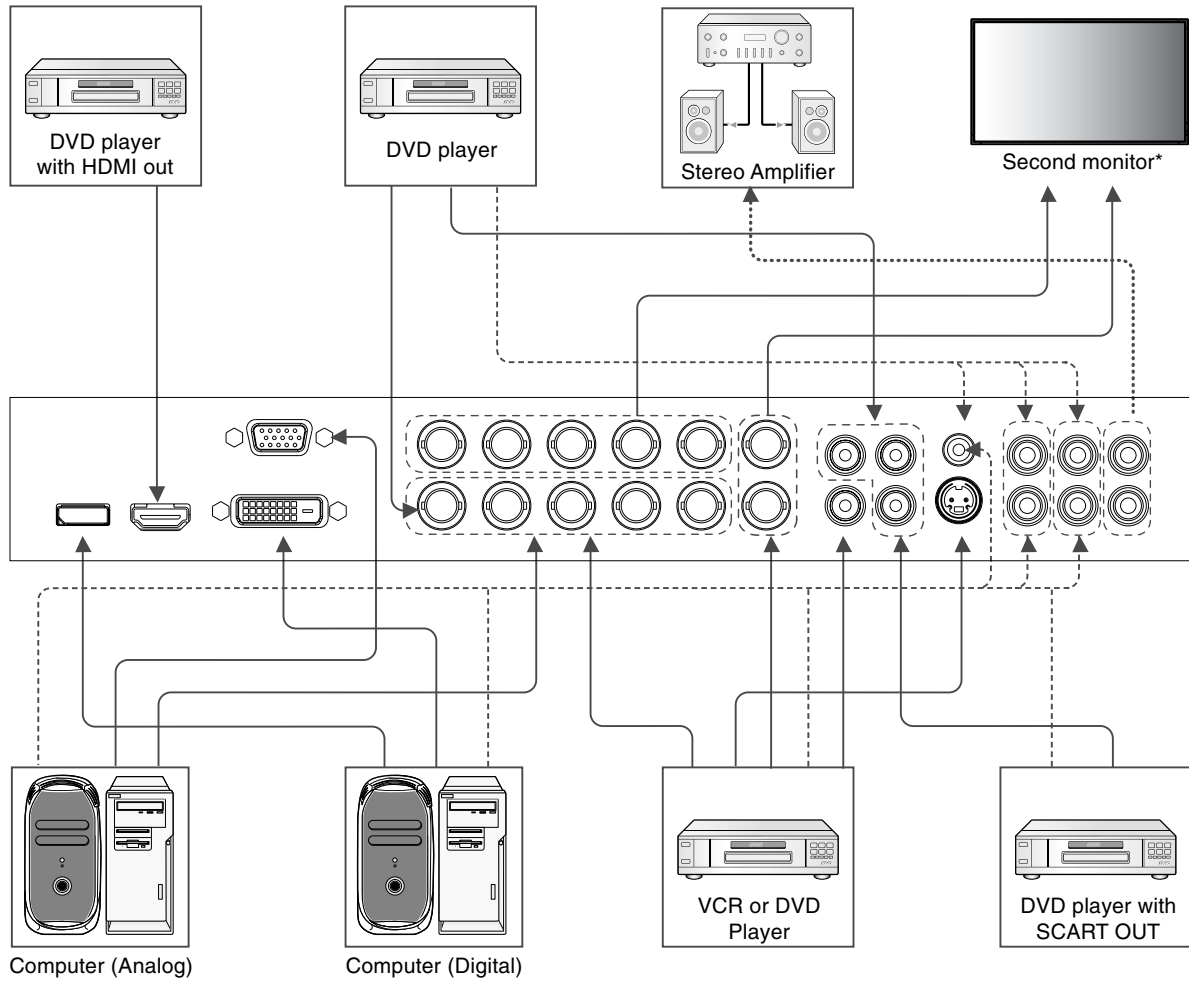 DVD player
with HDMI out
DVD player
Stereo Amplifier
Second monitor*
VCR or DVD
Player
DVD player with
SCART OUT
Computer (Analog)
Computer (Digital)